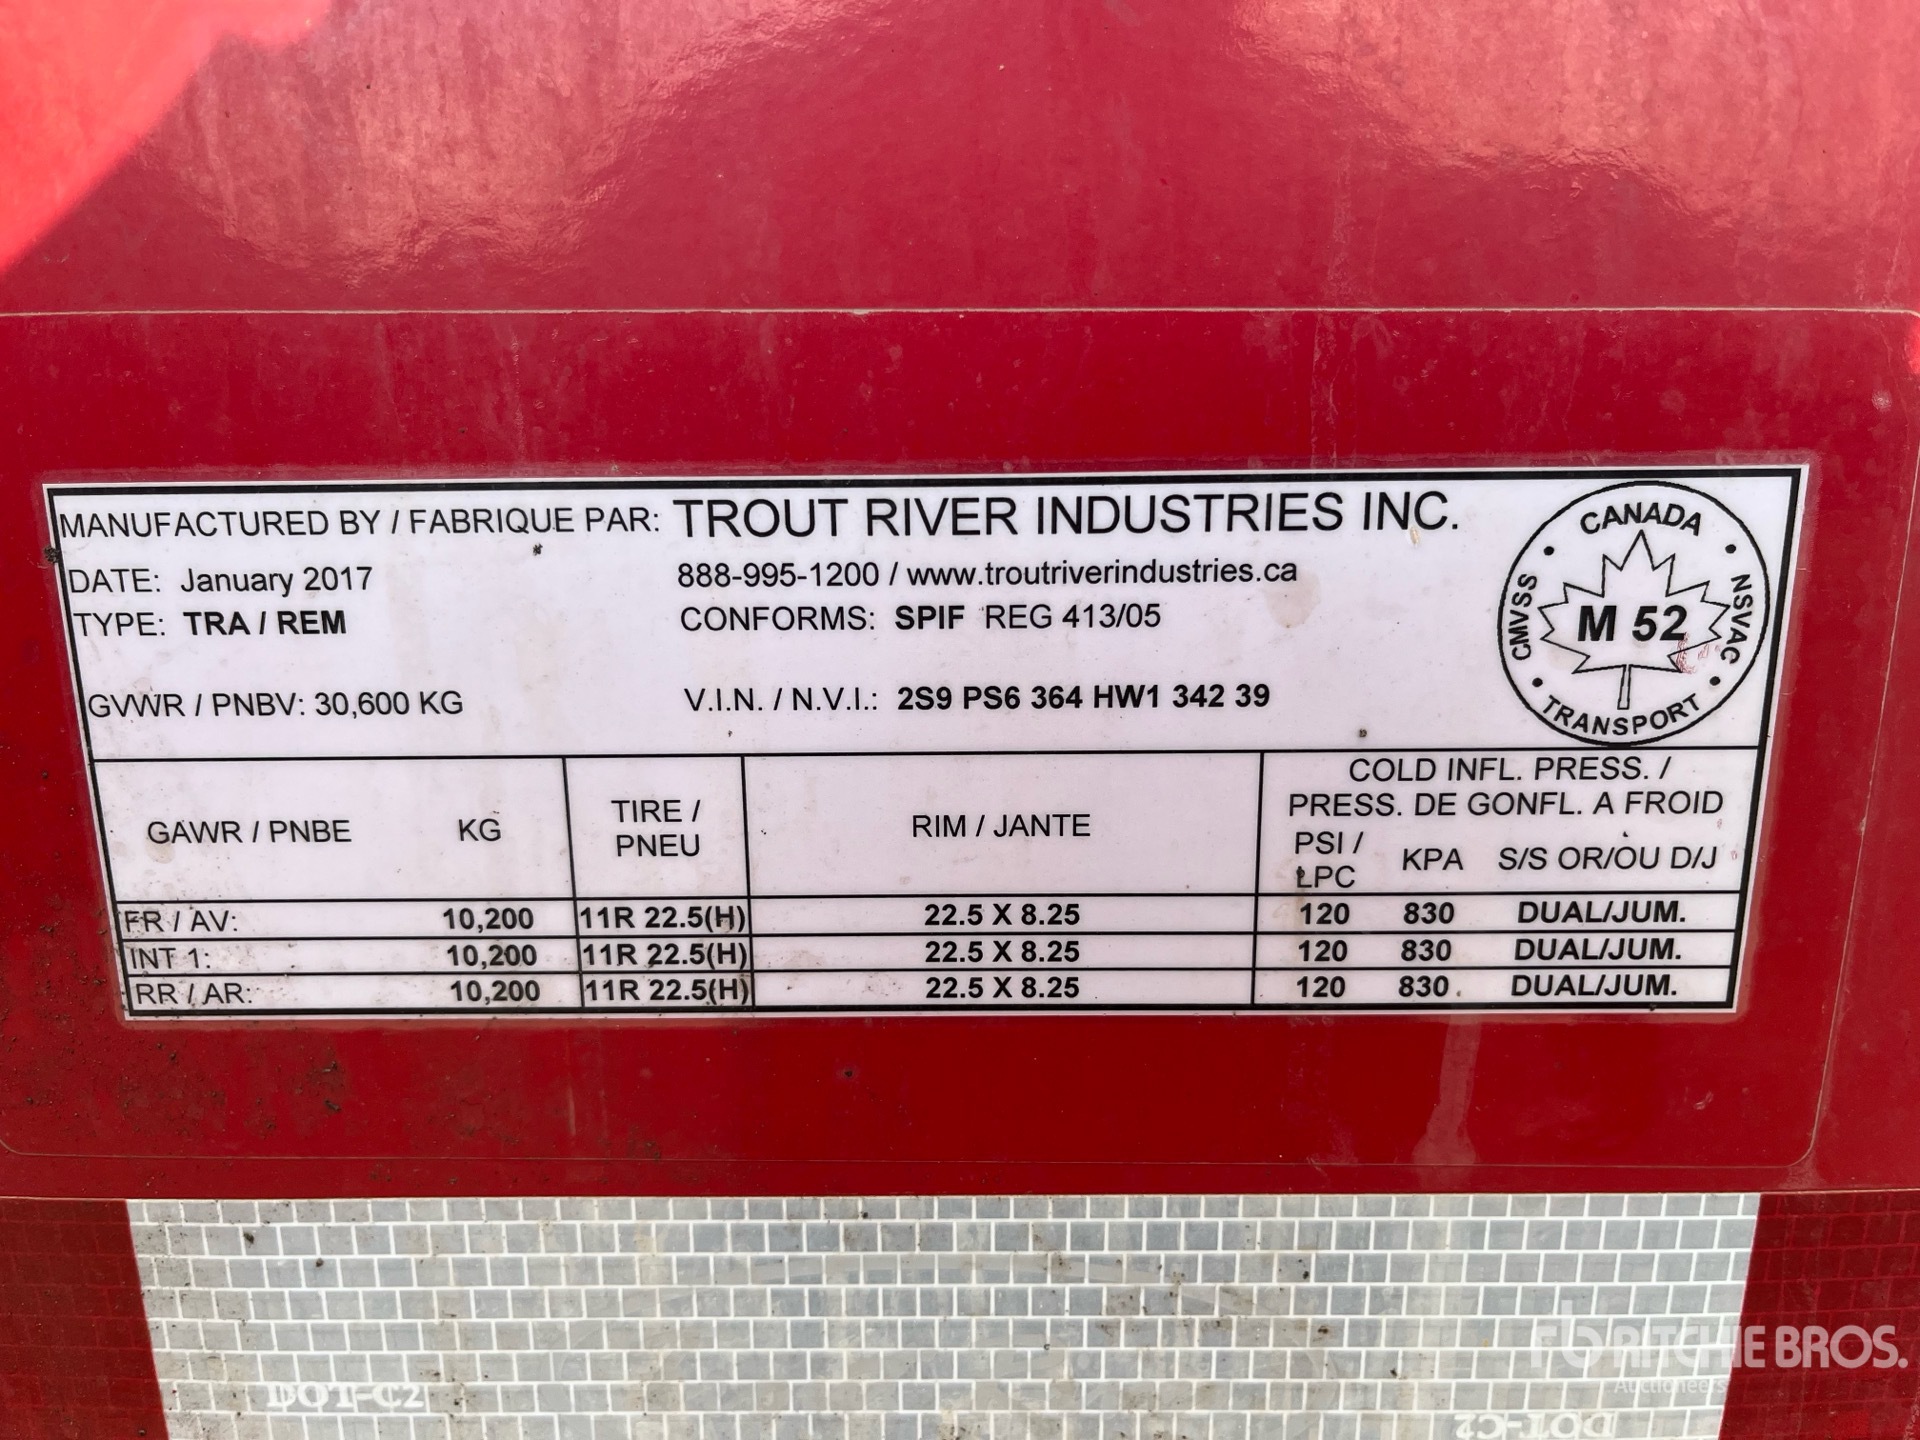 MANUFACTURED BY / FABRIQUE PAR: TROUT RIVER INDUSTRIES INC.
DATE: January 2017 888-995-1200 / www.troutriverindustries.ca
TYPE: TRA / REM CONFORMS: SPIF REG 413/05
GVWR / PNBV: 30,600 KG V.I.N. / N.V.I.: 2S9 PS6 364 HW1 342 39
CANADA
CMVSS
M 52
NSVAC
TRANSPORT
GAWR / PNBE KG
TIRE /
PNEU
RIM / JANTE
COLD INFL. PRESS. /
PRESS. DE GONFL. A FROID
PSI /
LPC
KPA
S/S OR/OÙ D/J
FR / AV: 10,200 11R 22.5(H) 22.5 X 8.25 120 830 DUAL/JUM.
INT 1: 10,200 11R 22.5(H) 22.5 X 8.25 120 830 DUAL/JUM.
RR / AR: 10,200 11R 22.5(H) 22.5 X 8.25 120 830 DUAL/JUM.
DOT-C2
DOT-C2
RITCHIE BROS.
Auctioneers